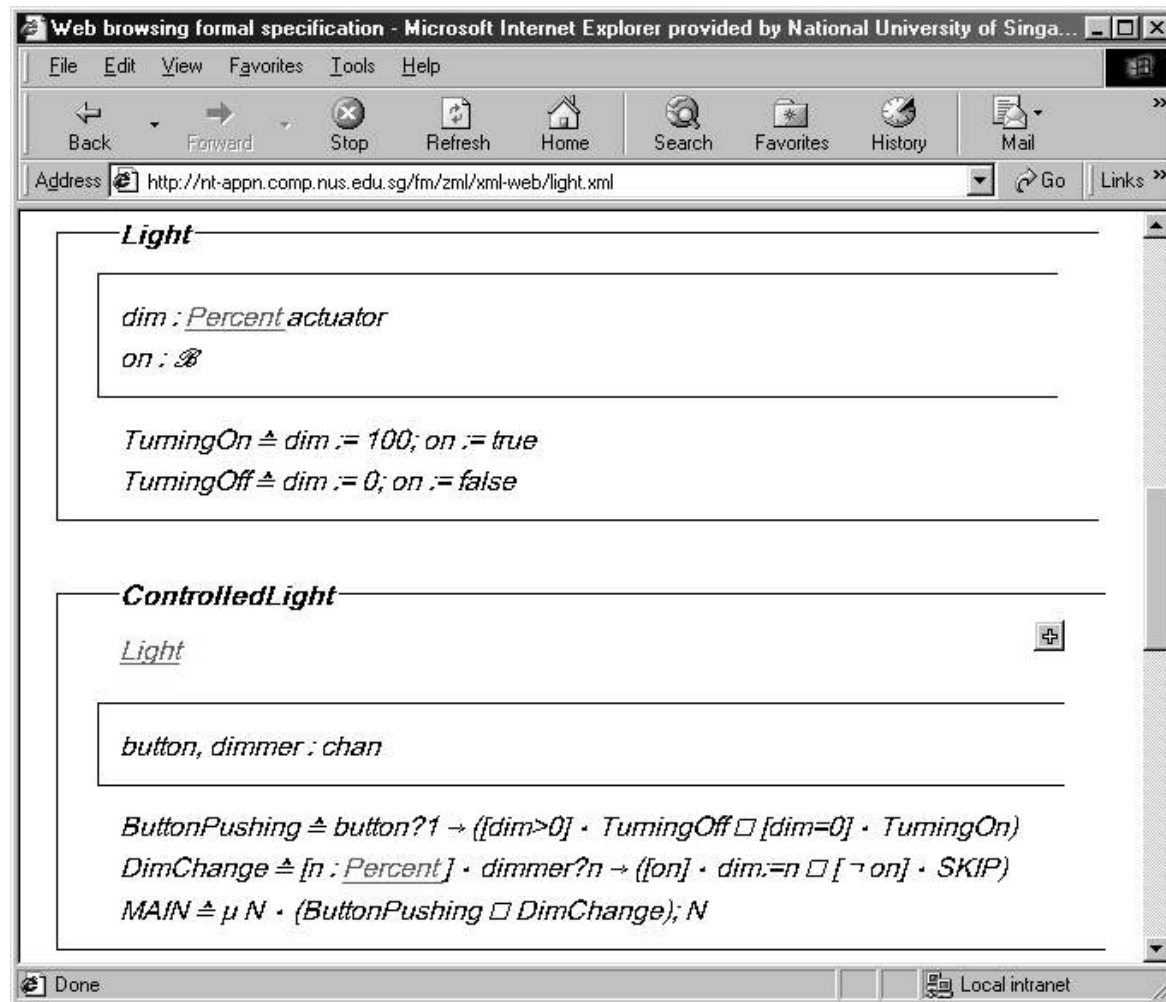 Web browsing formal specification - Microsoft Internet Explorer provided by National University of Singa...
File Edit View Favorites Tools Help
Back Forward Stop Refresh Home Search Favorites History Mail »
Address http://nt-appn.comp.nus.edu.sg/fm/zml/xml-web/light.xml Go Links »
Light
dim : Percent actuator
on : ℬ
TurningOn ≙ dim := 100; on := true
TurningOff ≙ dim := 0; on := false
ControlledLight
Light
button, dimmer : chan
ButtonPushing ≙ button?1 → ([dim>0] • TurningOff □ [dim=0] • TurningOn)
DimChange ≙ [n : Percent ] • dimmer?n → ([on] • dim:=n □ [ ¬ on] • SKIP)
MAIN ≙ μ N • (ButtonPushing □ DimChange); N
Done Local intranet